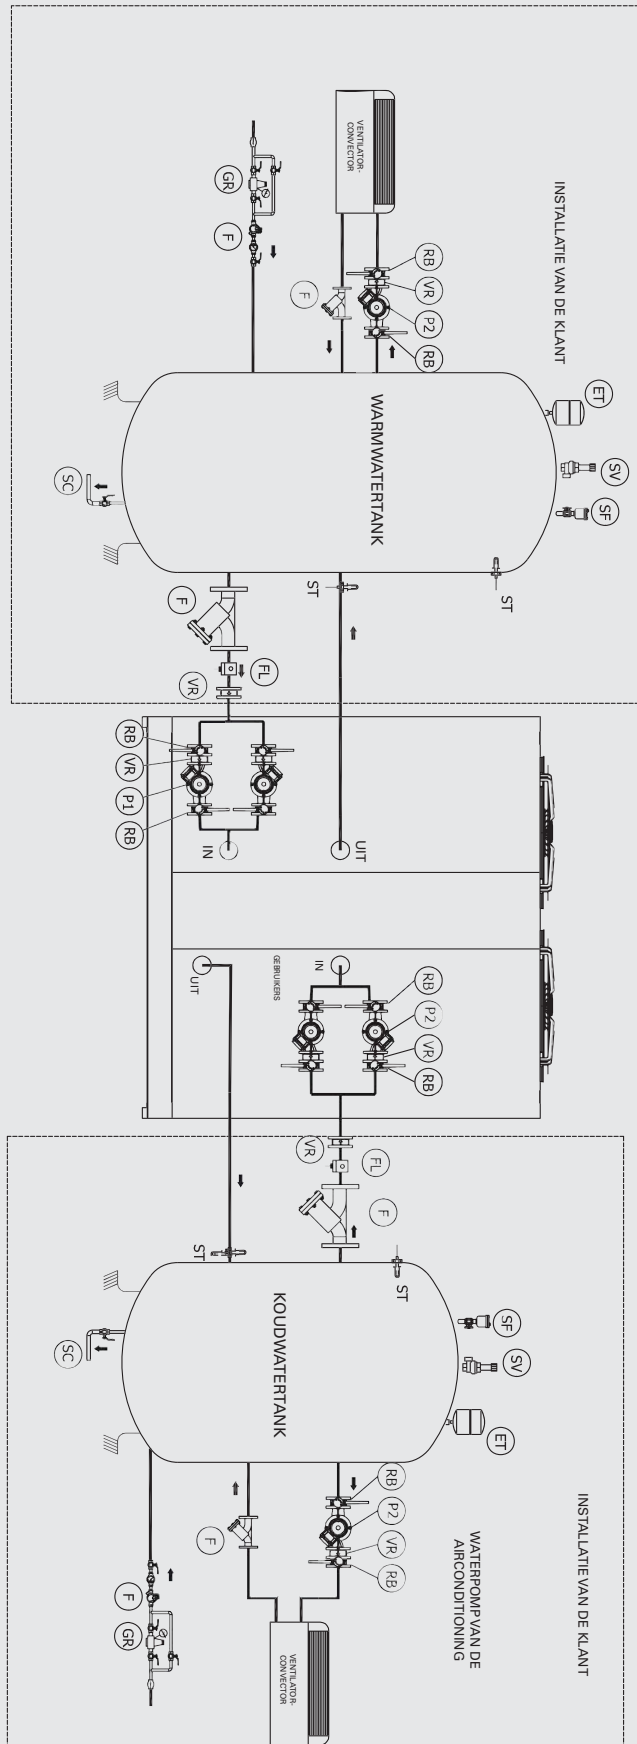 INSTALLATIE VAN DE KLANT
VENTILATOR-
CONVECTOR
GR
F
RB
VR
P2
RB
F
ET
SV
SF
WARMWATERTANK
SC
ST
ST
F
FL
VR
RB
VR
P1
RB
IN
UIT
UIT
GEBRUIKERS
IN
RB
P2
VR
RB
VR
FL
F
ST
ST
SF
SV
ET
KOUDWATERTANK
SC
RB
P2
VR
RB
F
F
GR
INSTALLATIE VAN DE KLANT
WATERPOMP VAN DE
AIRCONDITIONING
VENTILATOR-
CONVECTOR